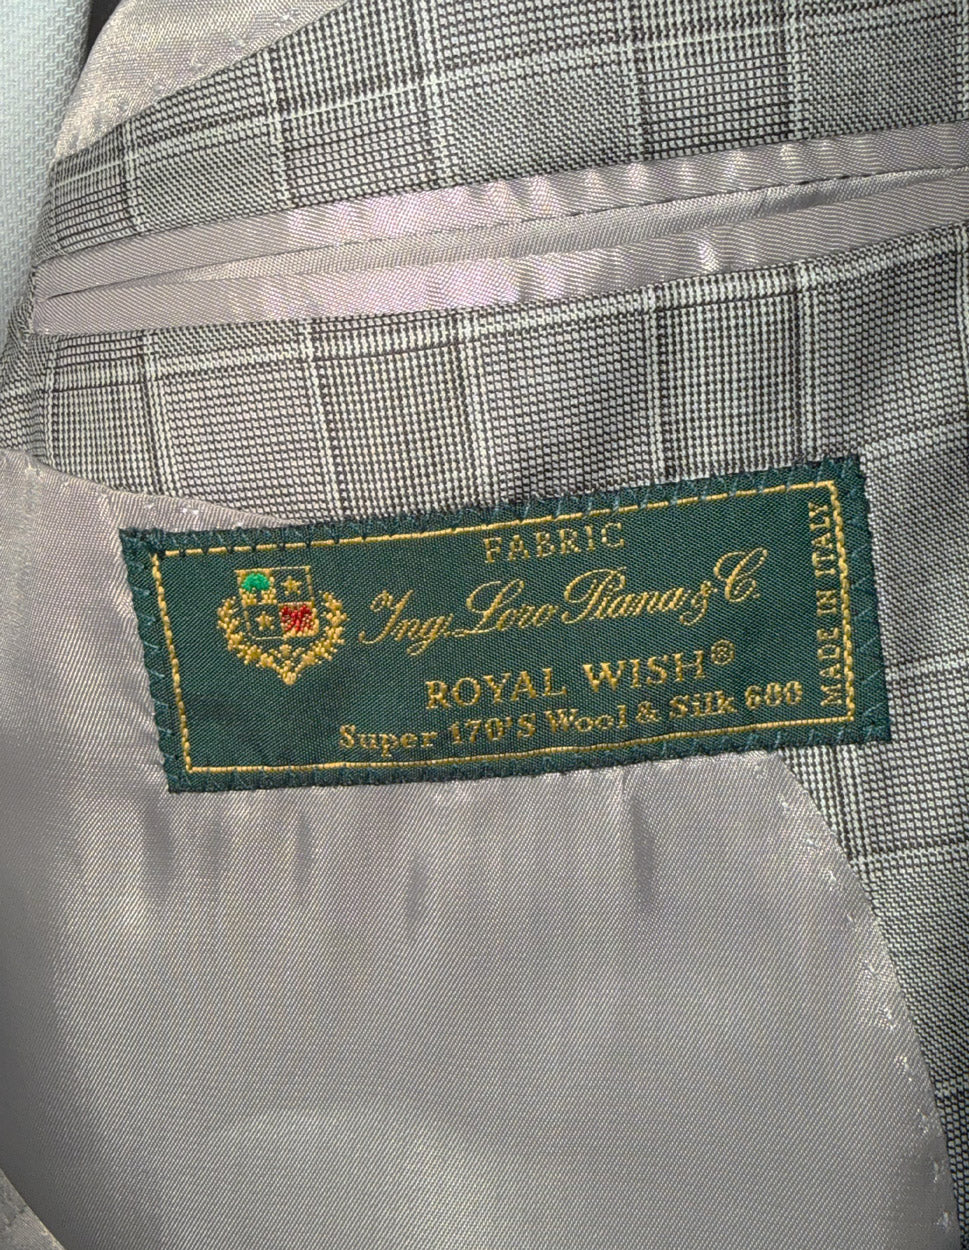 FABRIC
Ing. Loro Piana & C.
ROYAL WISH®
Super 170'S Wool & Silk 600
MADE IN ITALY